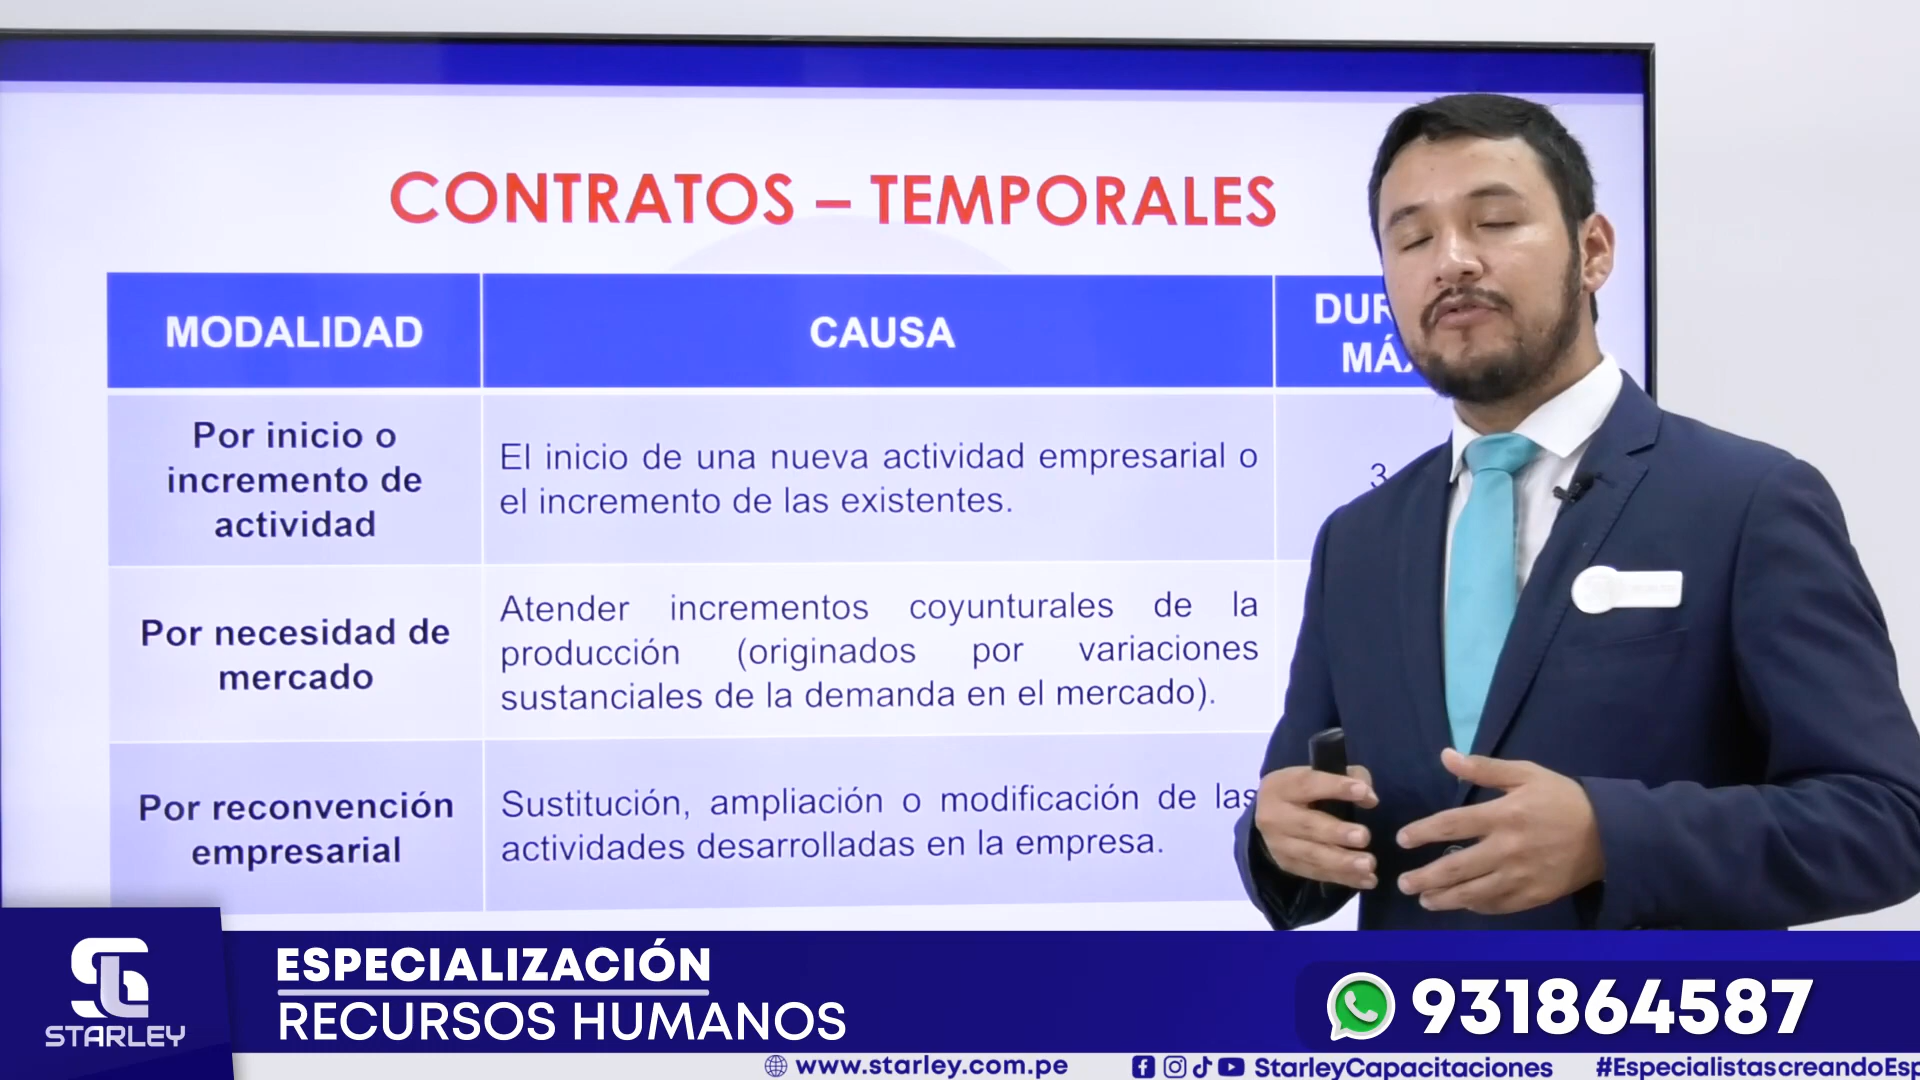 CONTRATOS – TEMPORALES
MODALIDAD
CAUSA
Por inicio o
incremento de
actividad
El inicio de una nueva actividad empresarial o
el incremento de las existentes.
3
Por necesidad de
mercado
Atender incrementos coyunturales de la
producción (originados por variaciones
sustanciales de la demanda en el mercado).
Por reconvención
empresarial
Sustitución, ampliación o modificación de las
actividades desarrolladas en la empresa.
STARLEY
ESPECIALIZACIÓN
RECURSOS HUMANOS
931864587
www.starley.com.pe
StarleyCapacitaciones
#EspecialistascreandoEsp